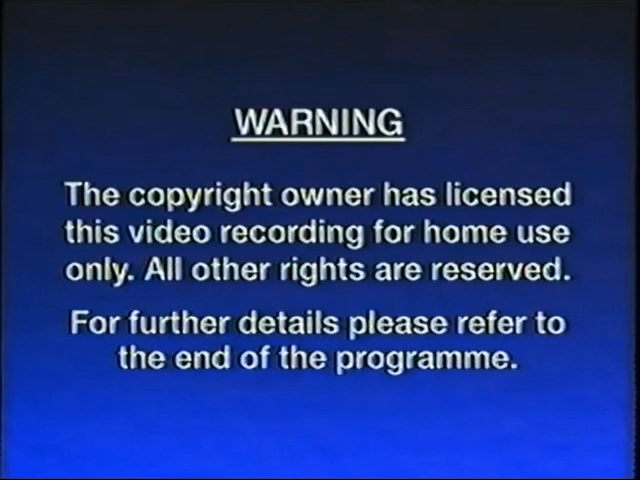 WARNING
The copyright owner has licensed
this video recording for home use
only. All other rights are reserved.
For further details please refer to
the end of the programme.